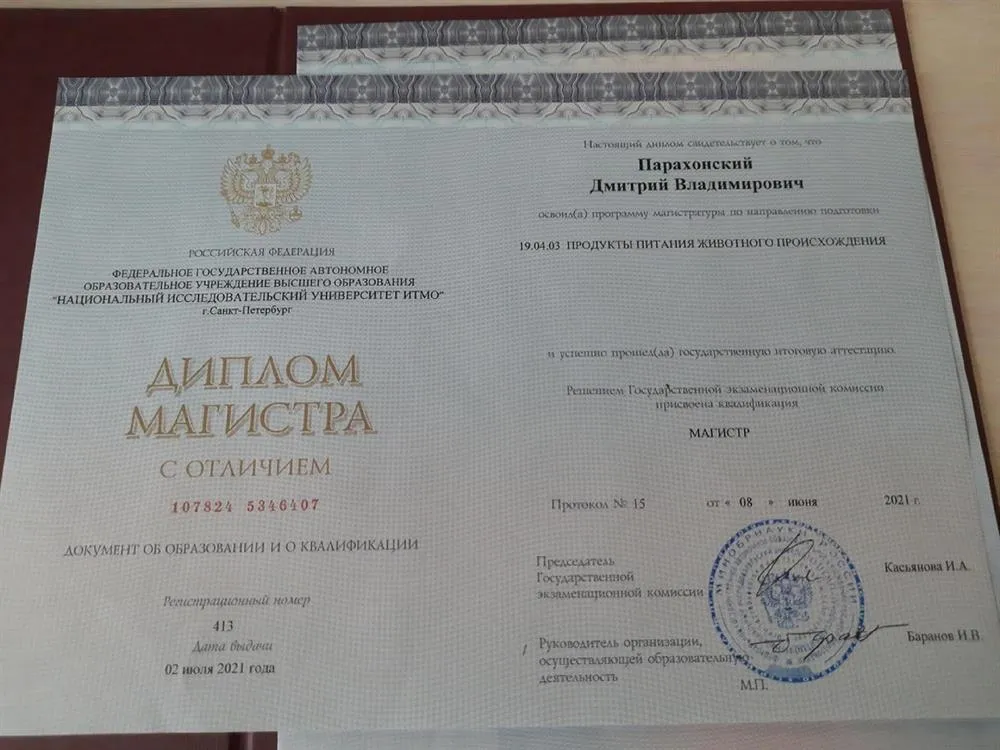 РОССИЙСКАЯ ФЕДЕРАЦИЯ
ФЕДЕРАЛЬНОЕ ГОСУДАРСТВЕННОЕ АВТОНОМНОЕ
ОБРАЗОВАТЕЛЬНОЕ УЧРЕЖДЕНИЕ ВЫСШЕГО ОБРАЗОВАНИЯ
"НАЦИОНАЛЬНЫЙ ИССЛЕДОВАТЕЛЬСКИЙ УНИВЕРСИТЕТ ИТМО"
г.Санкт-Петербург
ДИПЛОМ
МАГИСТРА
С ОТЛИЧИЕМ
107824 5346407
ДОКУМЕНТ ОБ ОБРАЗОВАНИИ И О КВАЛИФИКАЦИИ
Регистрационный номер
413
Дата выдачи
02 июля 2021 года
Настоящий диплом свидетельствует о том, что
Парахонский
Дмитрий Владимирович
освоил(а) программу магистратуры по направлению подготовки
19.04.03 ПРОДУКТЫ ПИТАНИЯ ЖИВОТНОГО ПРОИСХОЖДЕНИЯ
и успешно прошел(ла) государственную итоговую аттестацию.
Решением Государственной экзаменационной комиссии
присвоена квалификация
МАГИСТР
Протокол № 15 от « 08 » июня 2021 г.
Председатель
Государственной
экзаменационной комиссии
Касьянова И.А.
Руководитель организации,
осуществляющей образовательную
деятельность
Баранов И.В.
М.П.
МИНОБРНАУКИ РОССИИ